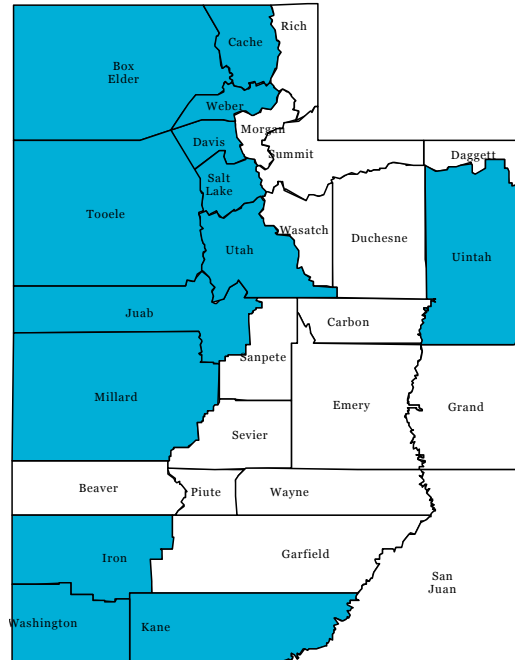 Rich
Cache
Box
Elder
Weber
Morgan
Davis
Summit
Daggett
Salt
Lake
Tooele
Wasatch
Duchesne
Utah
Uintah
Juab
Carbon
Sanpete
Millard
Emery
Grand
Sevier
Beaver
Piute
Wayne
Iron
Garfield
San
Juan
Washington
Kane